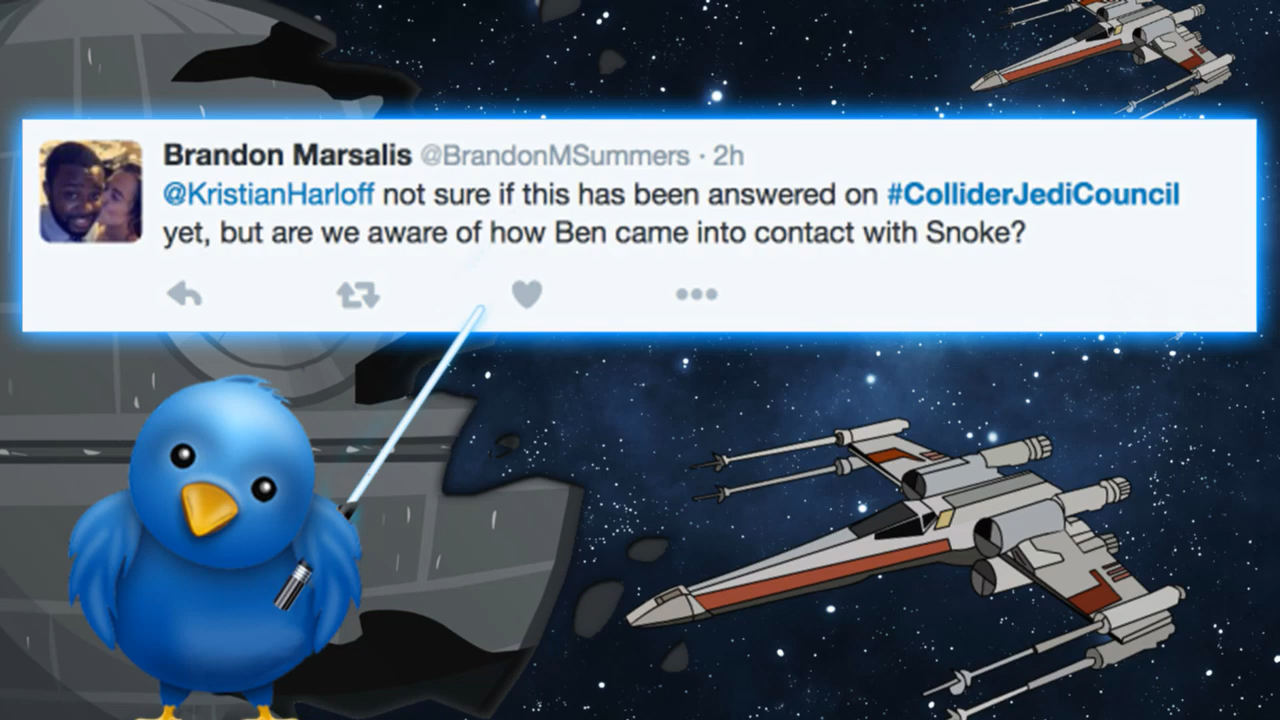 Brandon Marsalis @BrandonMSummers · 2h
@KristianHarloff not sure if this has been answered on #ColliderJediCouncil
yet, but are we aware of how Ben came into contact with Snoke?